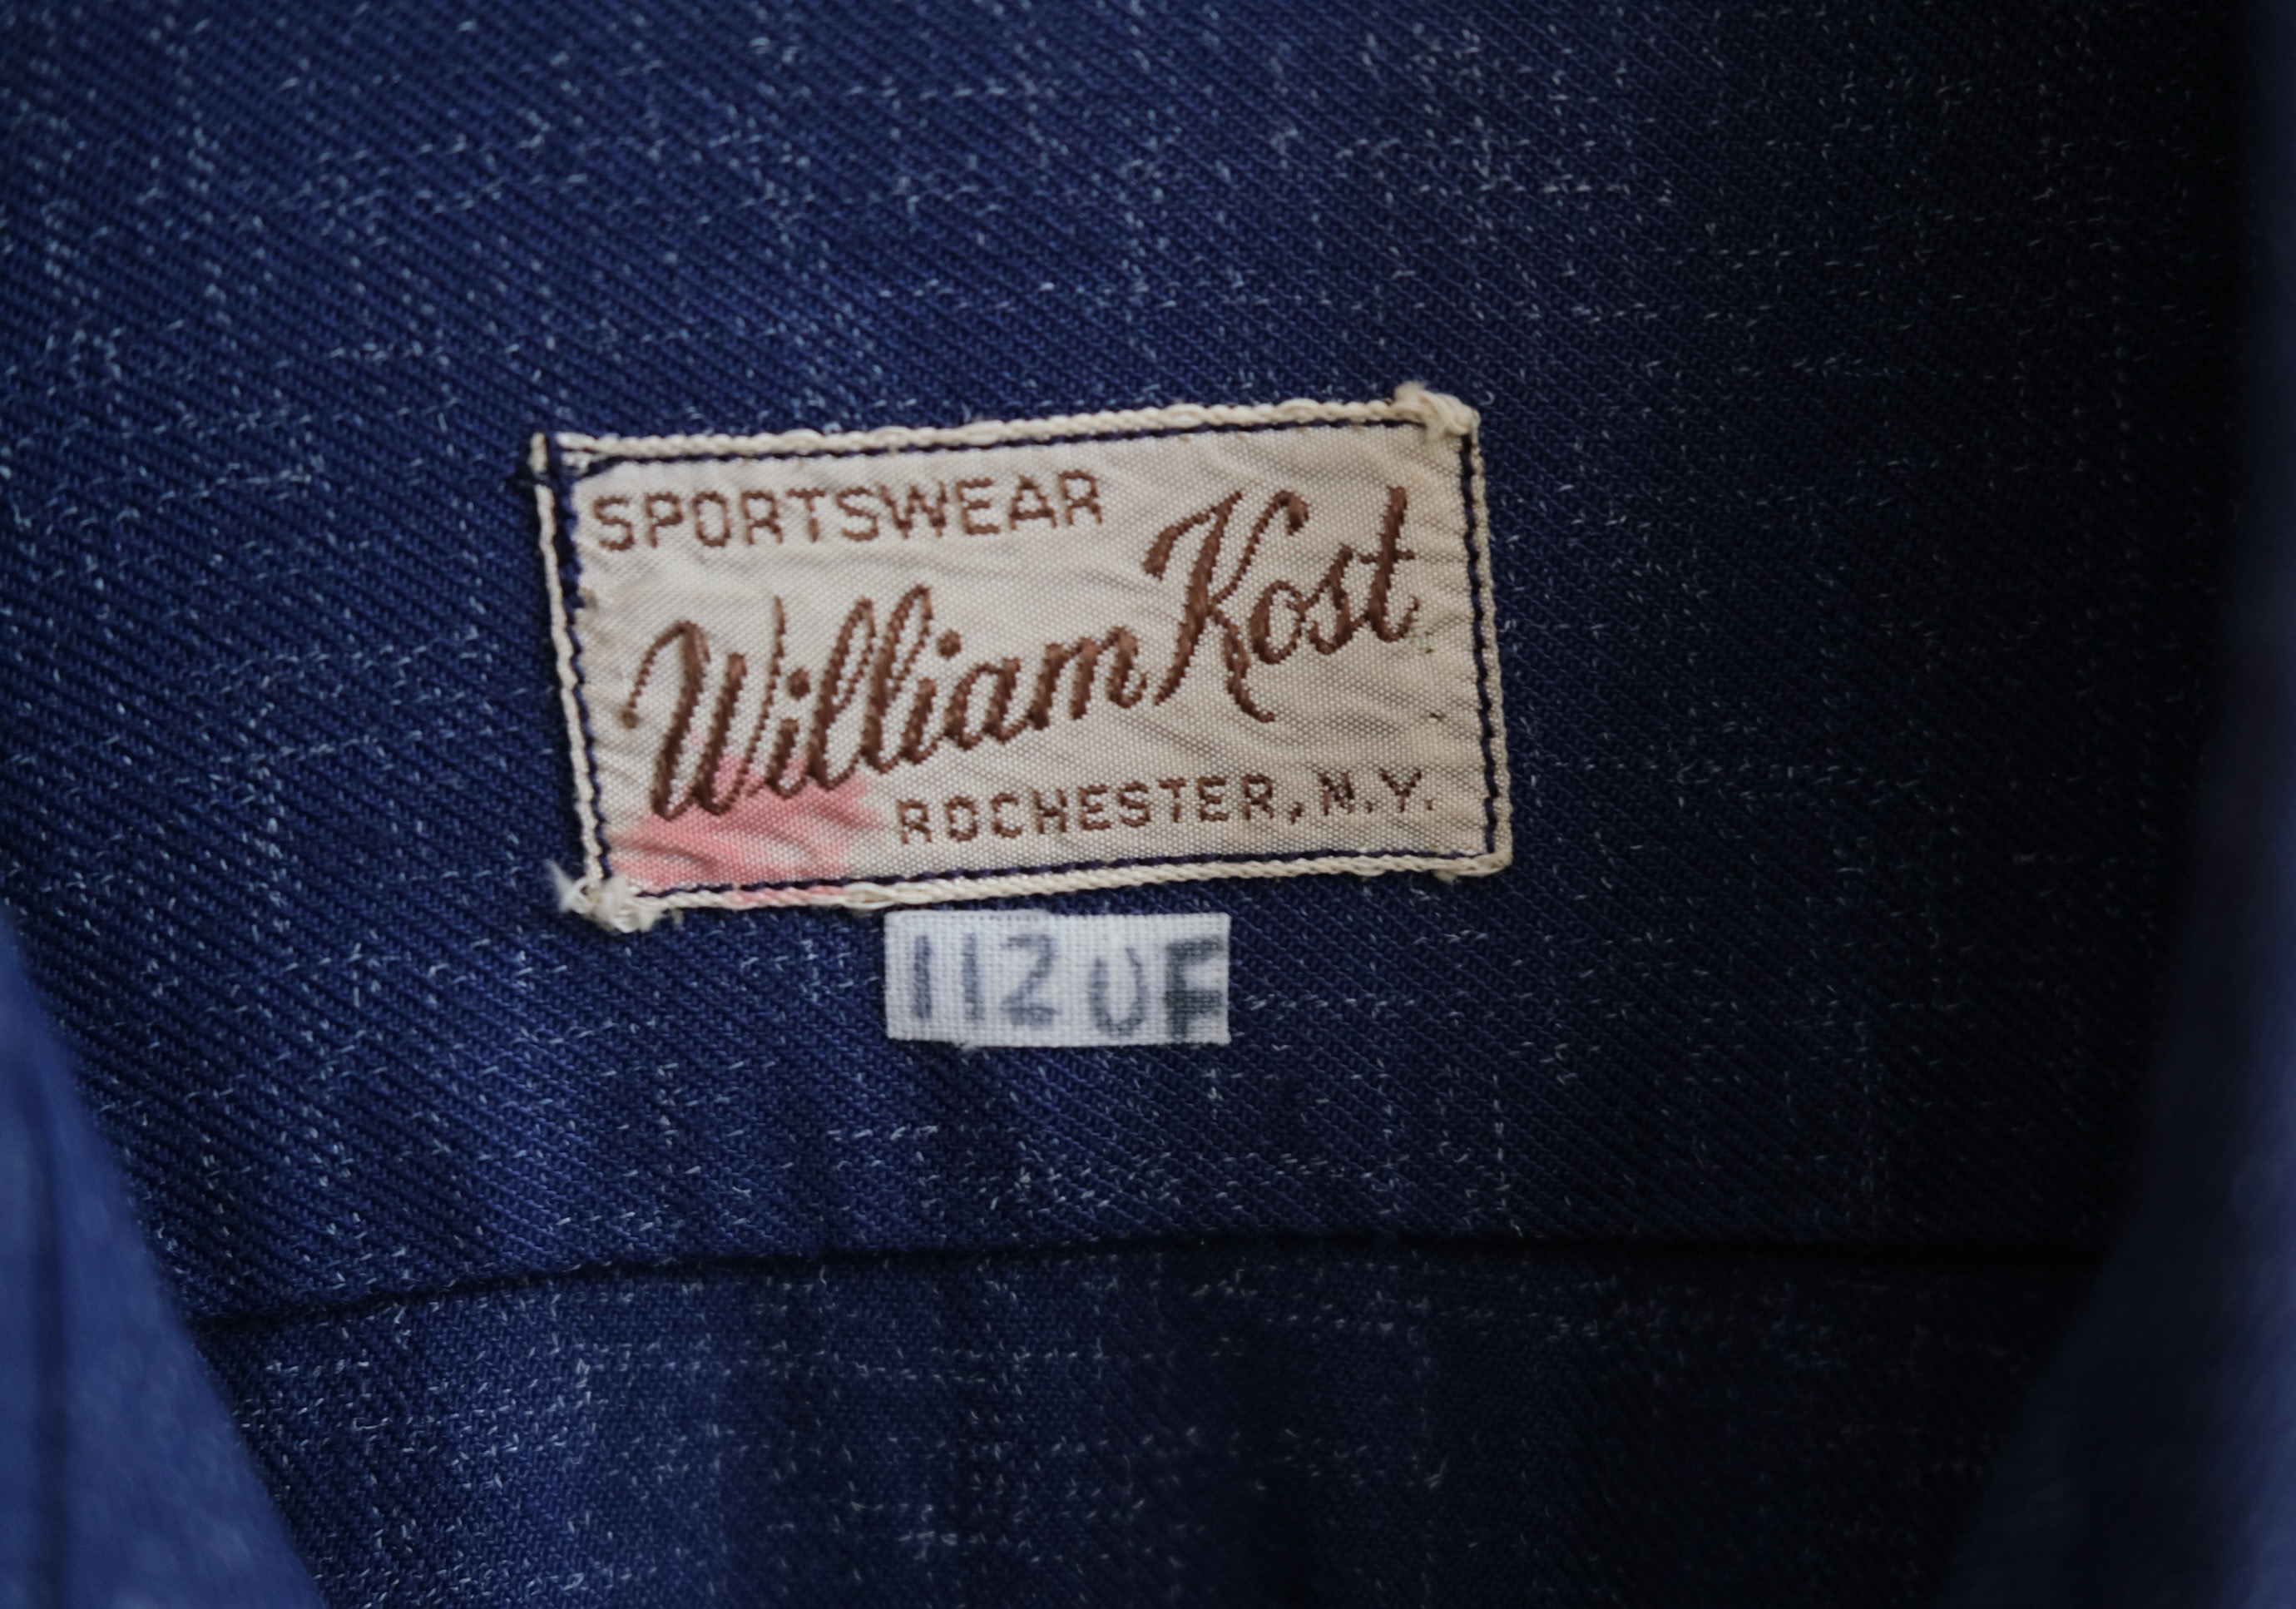 SPORTSWEAR
William Kost
ROCHESTER, N.Y.
112UF